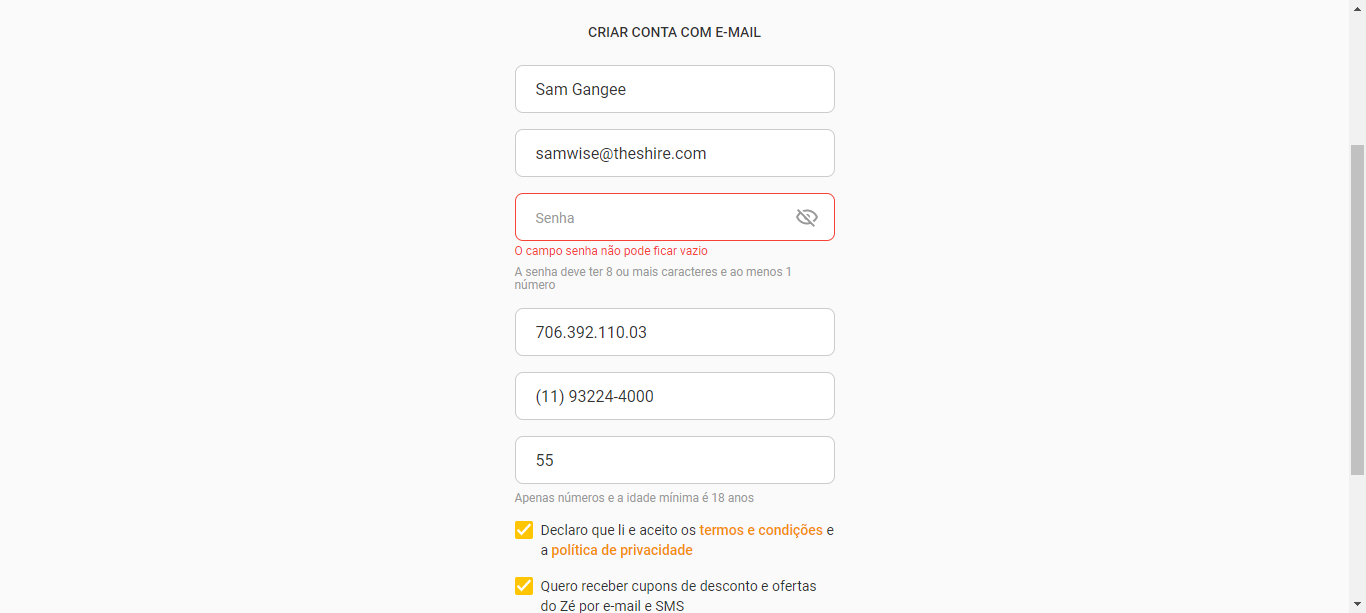 CRIAR CONTA COM E-MAIL
Sam Gangee
samwise@theshire.com
Senha
O campo senha não pode ficar vazio
A senha deve ter 8 ou mais caracteres e ao menos 1
número
706.392.110.03
(11) 93224-4000
55
Apenas números e a idade mínima é 18 anos
Declaro que li e aceito os termos e condições e
a política de privacidade
Quero receber cupons de desconto e ofertas
do Zé por e-mail e SMS